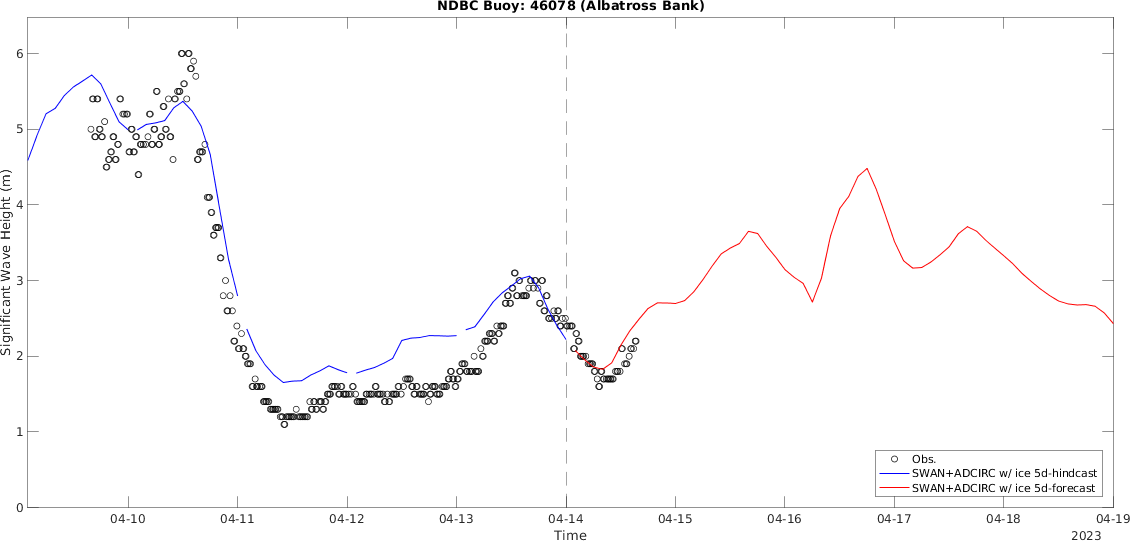 NDBC Buoy: 46078 (Albatross Bank)
Significant Wave Height (m)
6
5
4
3
2
1
0
Obs.
SWAN+ADCIRC w/ ice 5d-hindcast
SWAN+ADCIRC w/ ice 5d-forecast
04-10 04-11 04-12 04-13 04-14 04-15 04-16 04-17 04-18 04-19
Time
2023